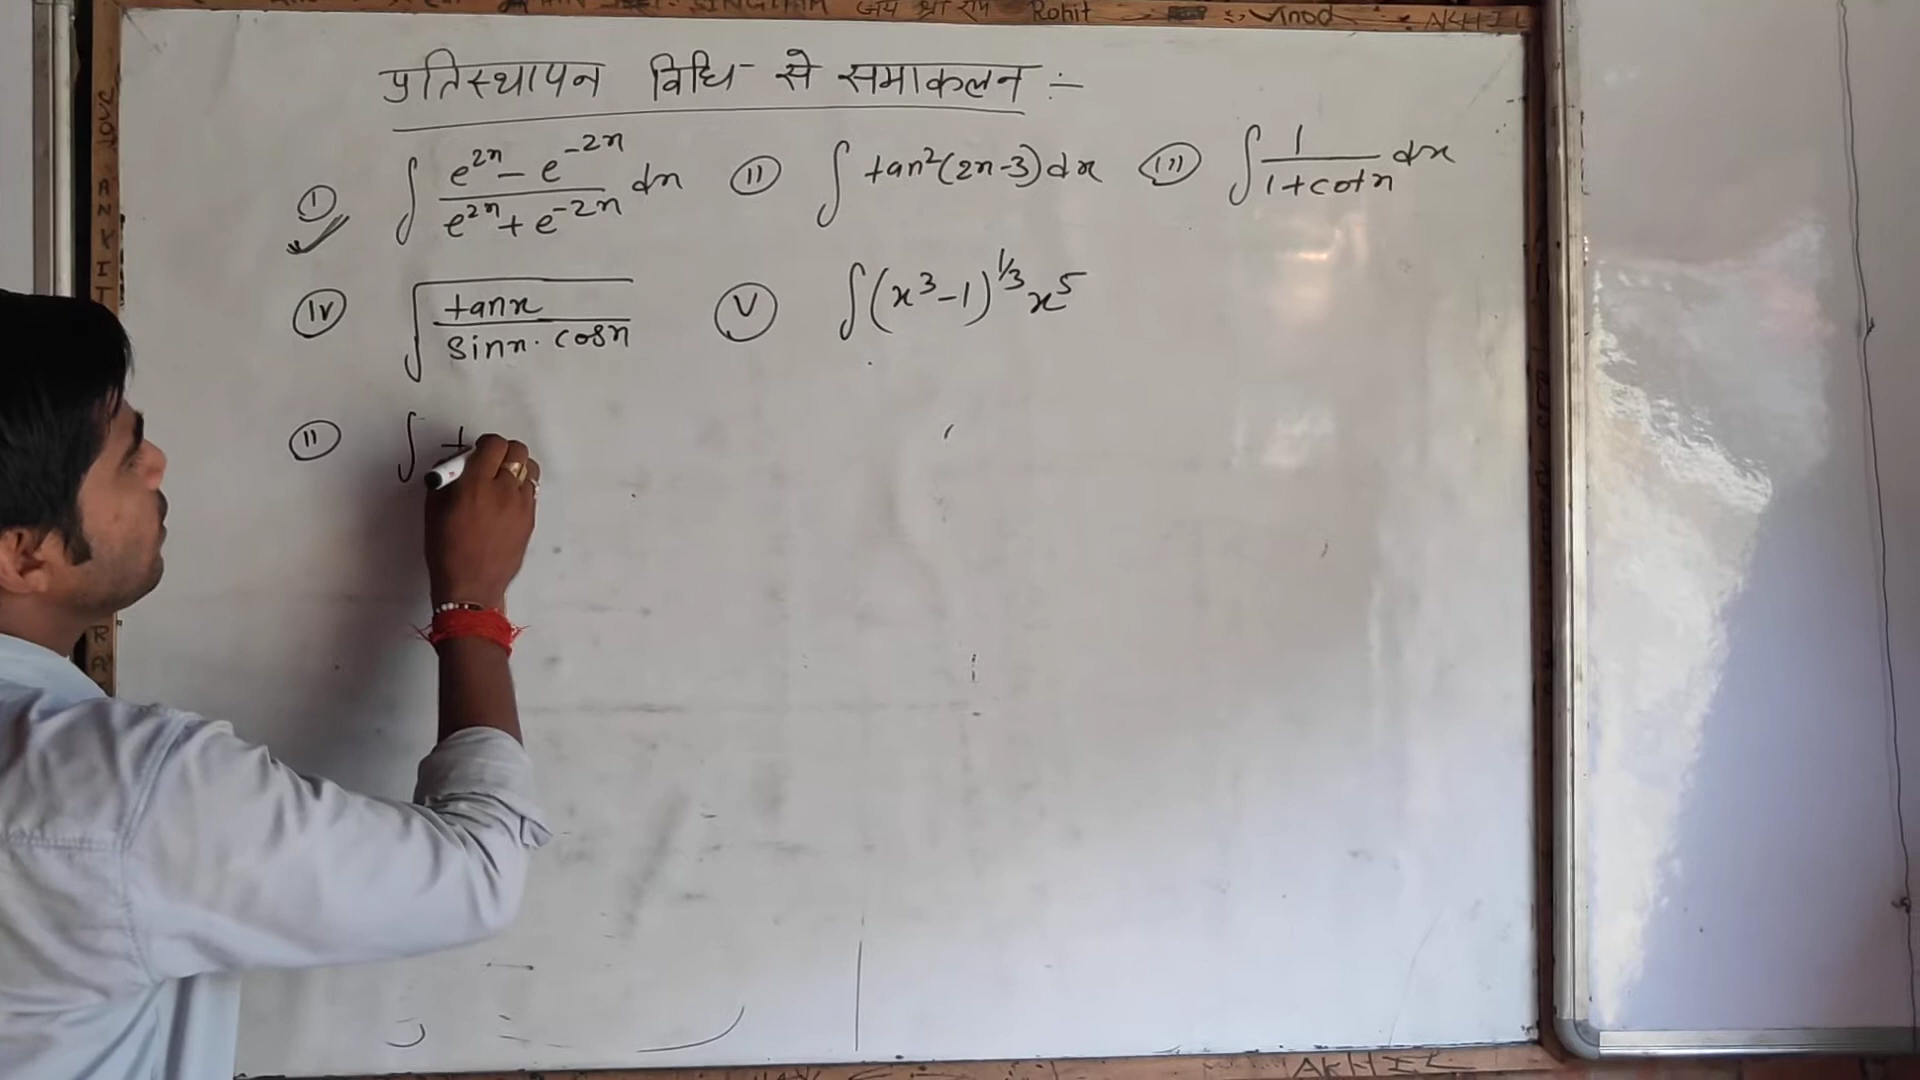 SINGHAM जय श्री राम Rohit Vinod AKHIL
प्रतिस्थापन विधि से समाकलन :-
(i) ∫ (e^{2x} - e^{-2x})/(e^{2x} + e^{-2x}) dx (ii) ∫ tan²(2x-3) dx (iii) ∫ 1/(1+cotx) dx
(iv) ∫ tanx/(sinx·cosx) (v) ∫(x³-1)^{1/3} x⁵
(ii) ∫ t
AKHIL